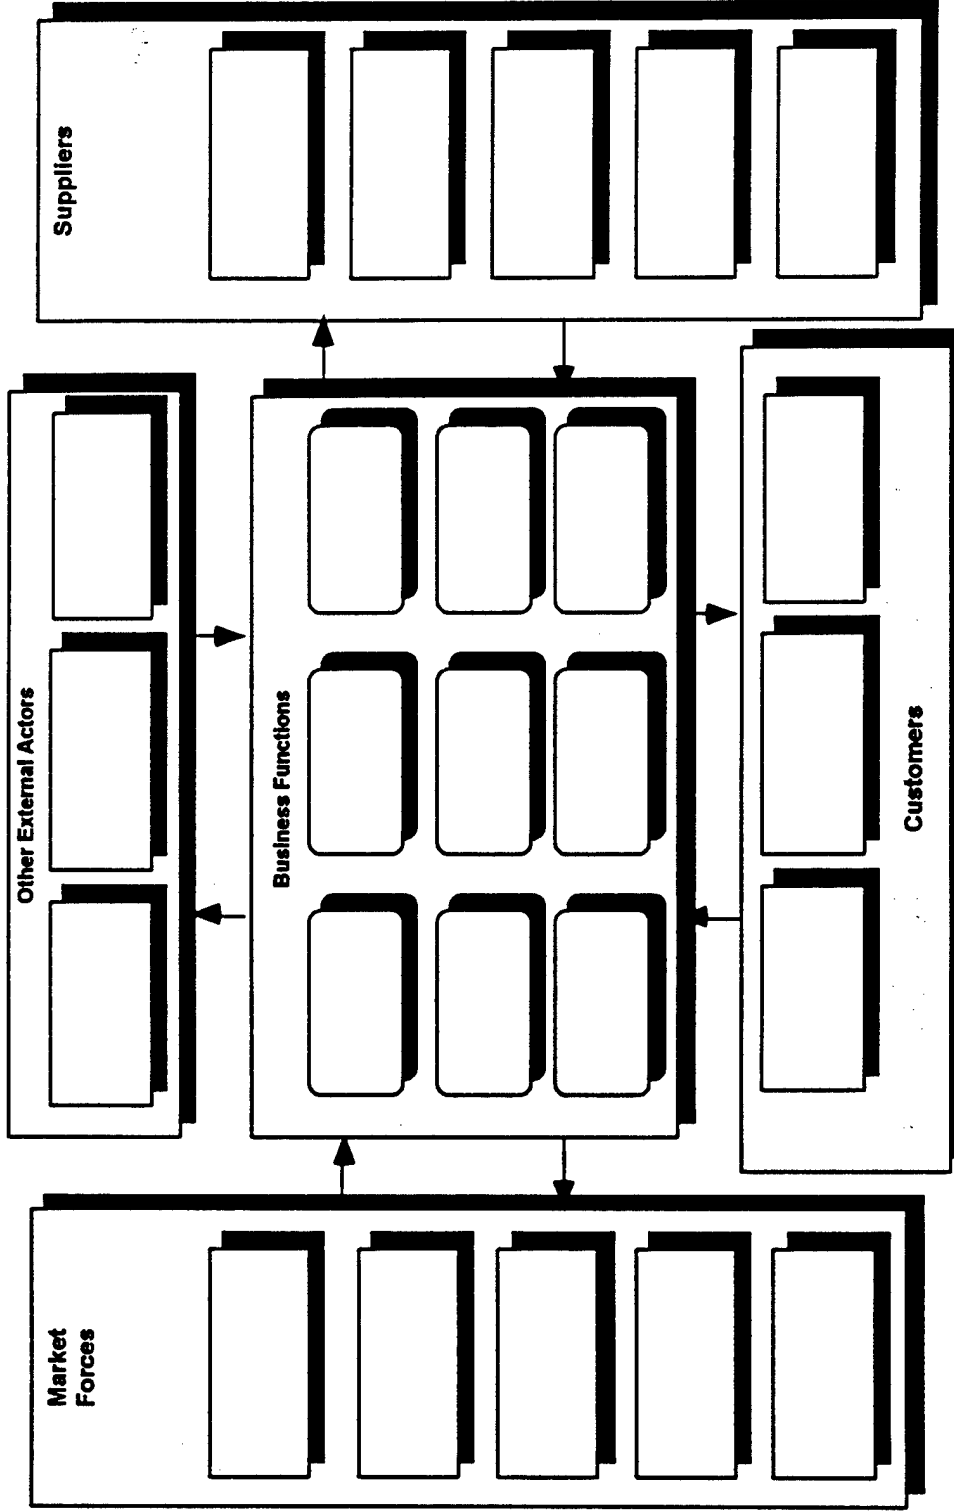 Other External Actors
Market
Forces
Business Functions
Suppliers
Customers